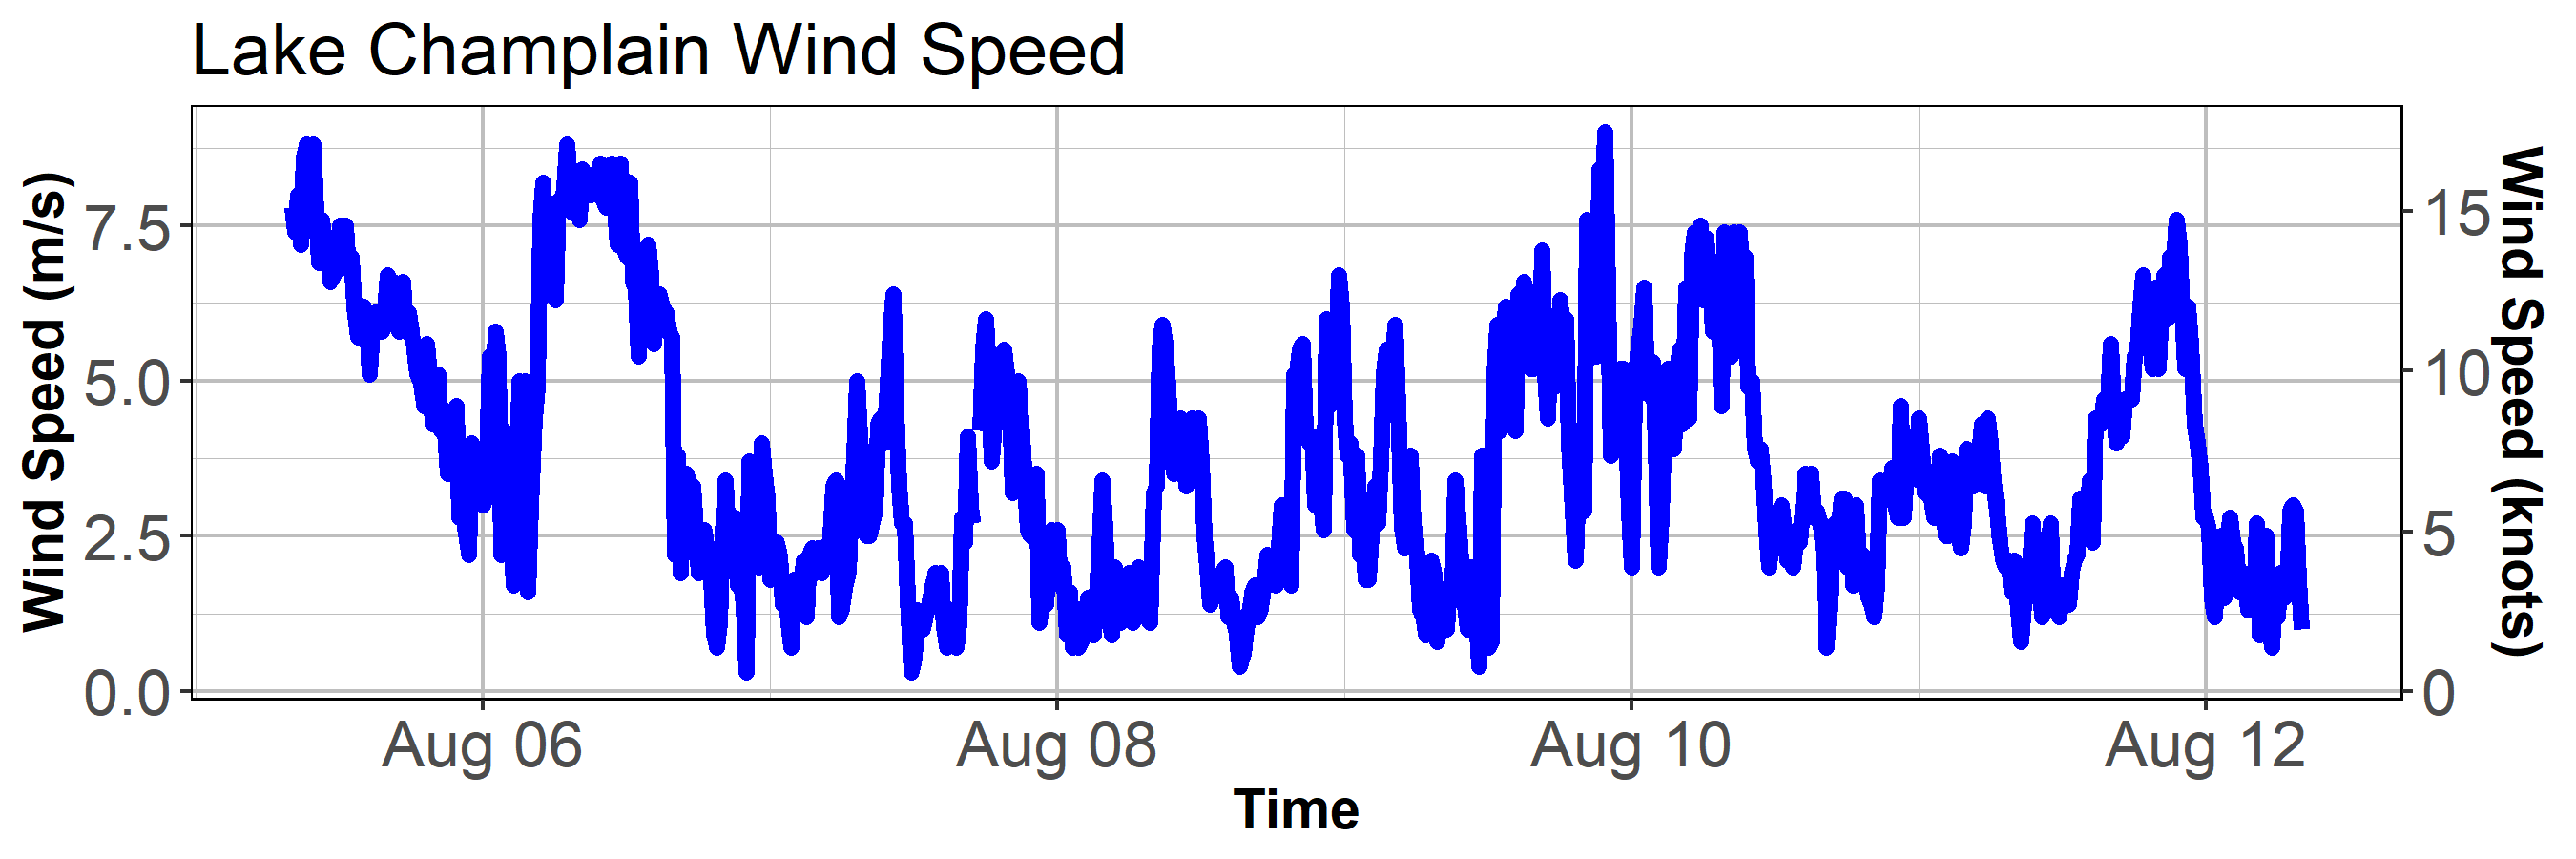 Lake Champlain Wind Speed
Wind Speed (m/s)
7.5
5.0
2.5
0.0
15
10
5
0
Wind Speed (knots)
Aug 06
Aug 08
Aug 10
Aug 12
Time